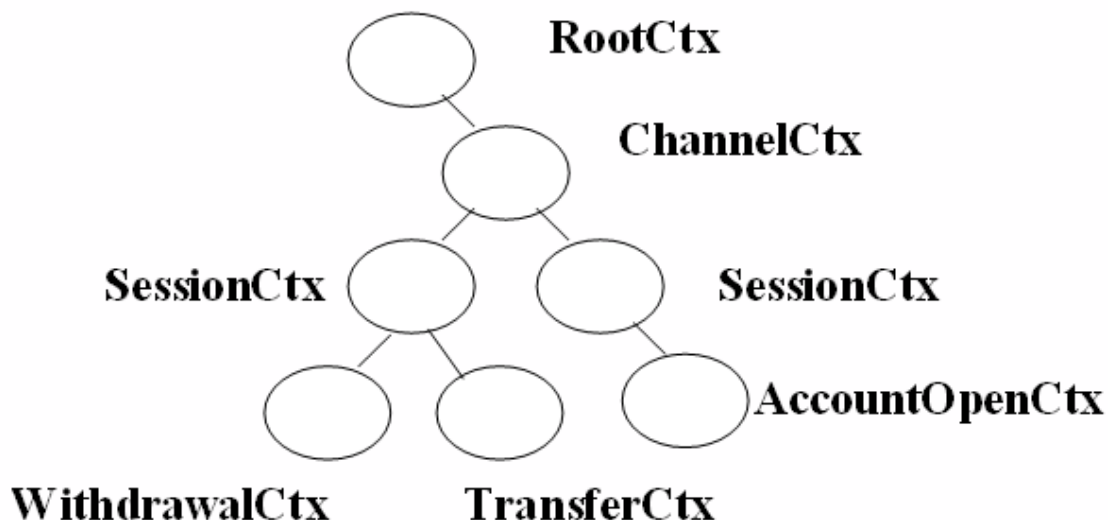 RootCtx
ChannelCtx
SessionCtx
SessionCtx
AccountOpenCtx
WithdrawalCtx
TransferCtx